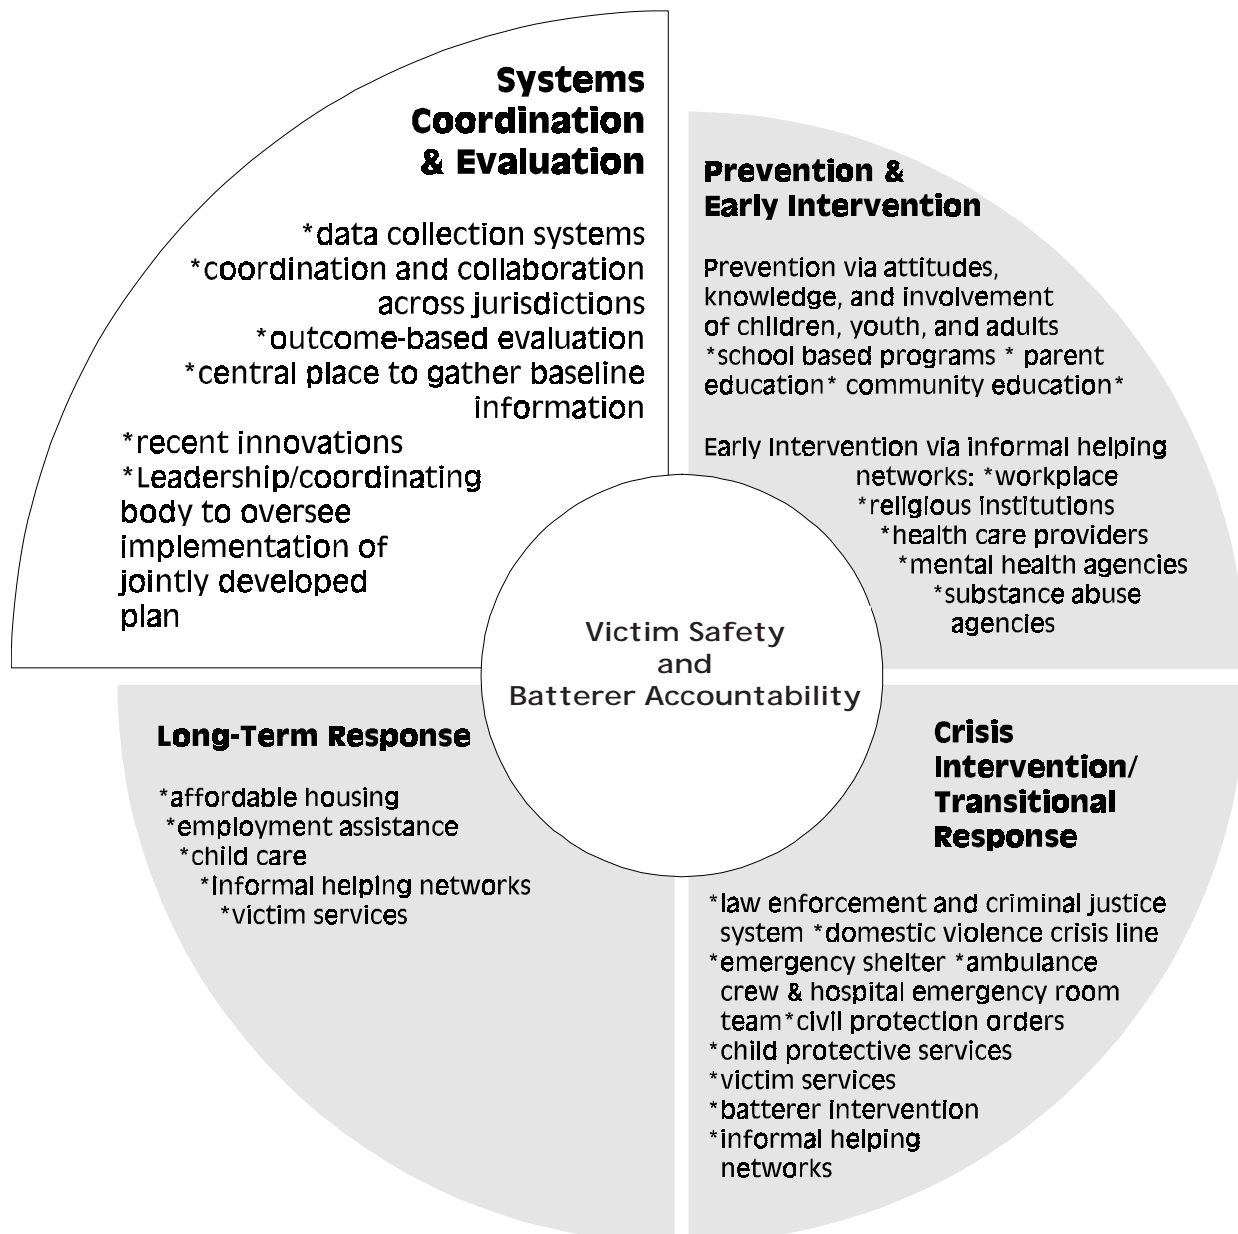 Systems
Coordination
& Evaluation
*data collection systems
*coordination and collaboration
across jurisdictions
*outcome-based evaluation
*central place to gather baseline
information
*recent innovations
*Leadership/coordinating
body to oversee
implementation of
jointly developed
plan
Prevention &
Early Intervention
Prevention via attitudes,
knowledge, and involvement
of children, youth, and adults
*school based programs * parent
education* community education*
Early Intervention via informal helping
networks: *workplace
*religious institutions
*health care providers
*mental health agencies
*substance abuse
agencies
Victim Safety
and
Batterer Accountability
Long-Term Response
*affordable housing
*employment assistance
*child care
*informal helping networks
*victim services
Crisis
Intervention/
Transitional
Response
*law enforcement and criminal justice
system *domestic violence crisis line
*emergency shelter *ambulance
crew & hospital emergency room
team*civil protection orders
*child protective services
*victim services
*batterer intervention
*informal helping
networks